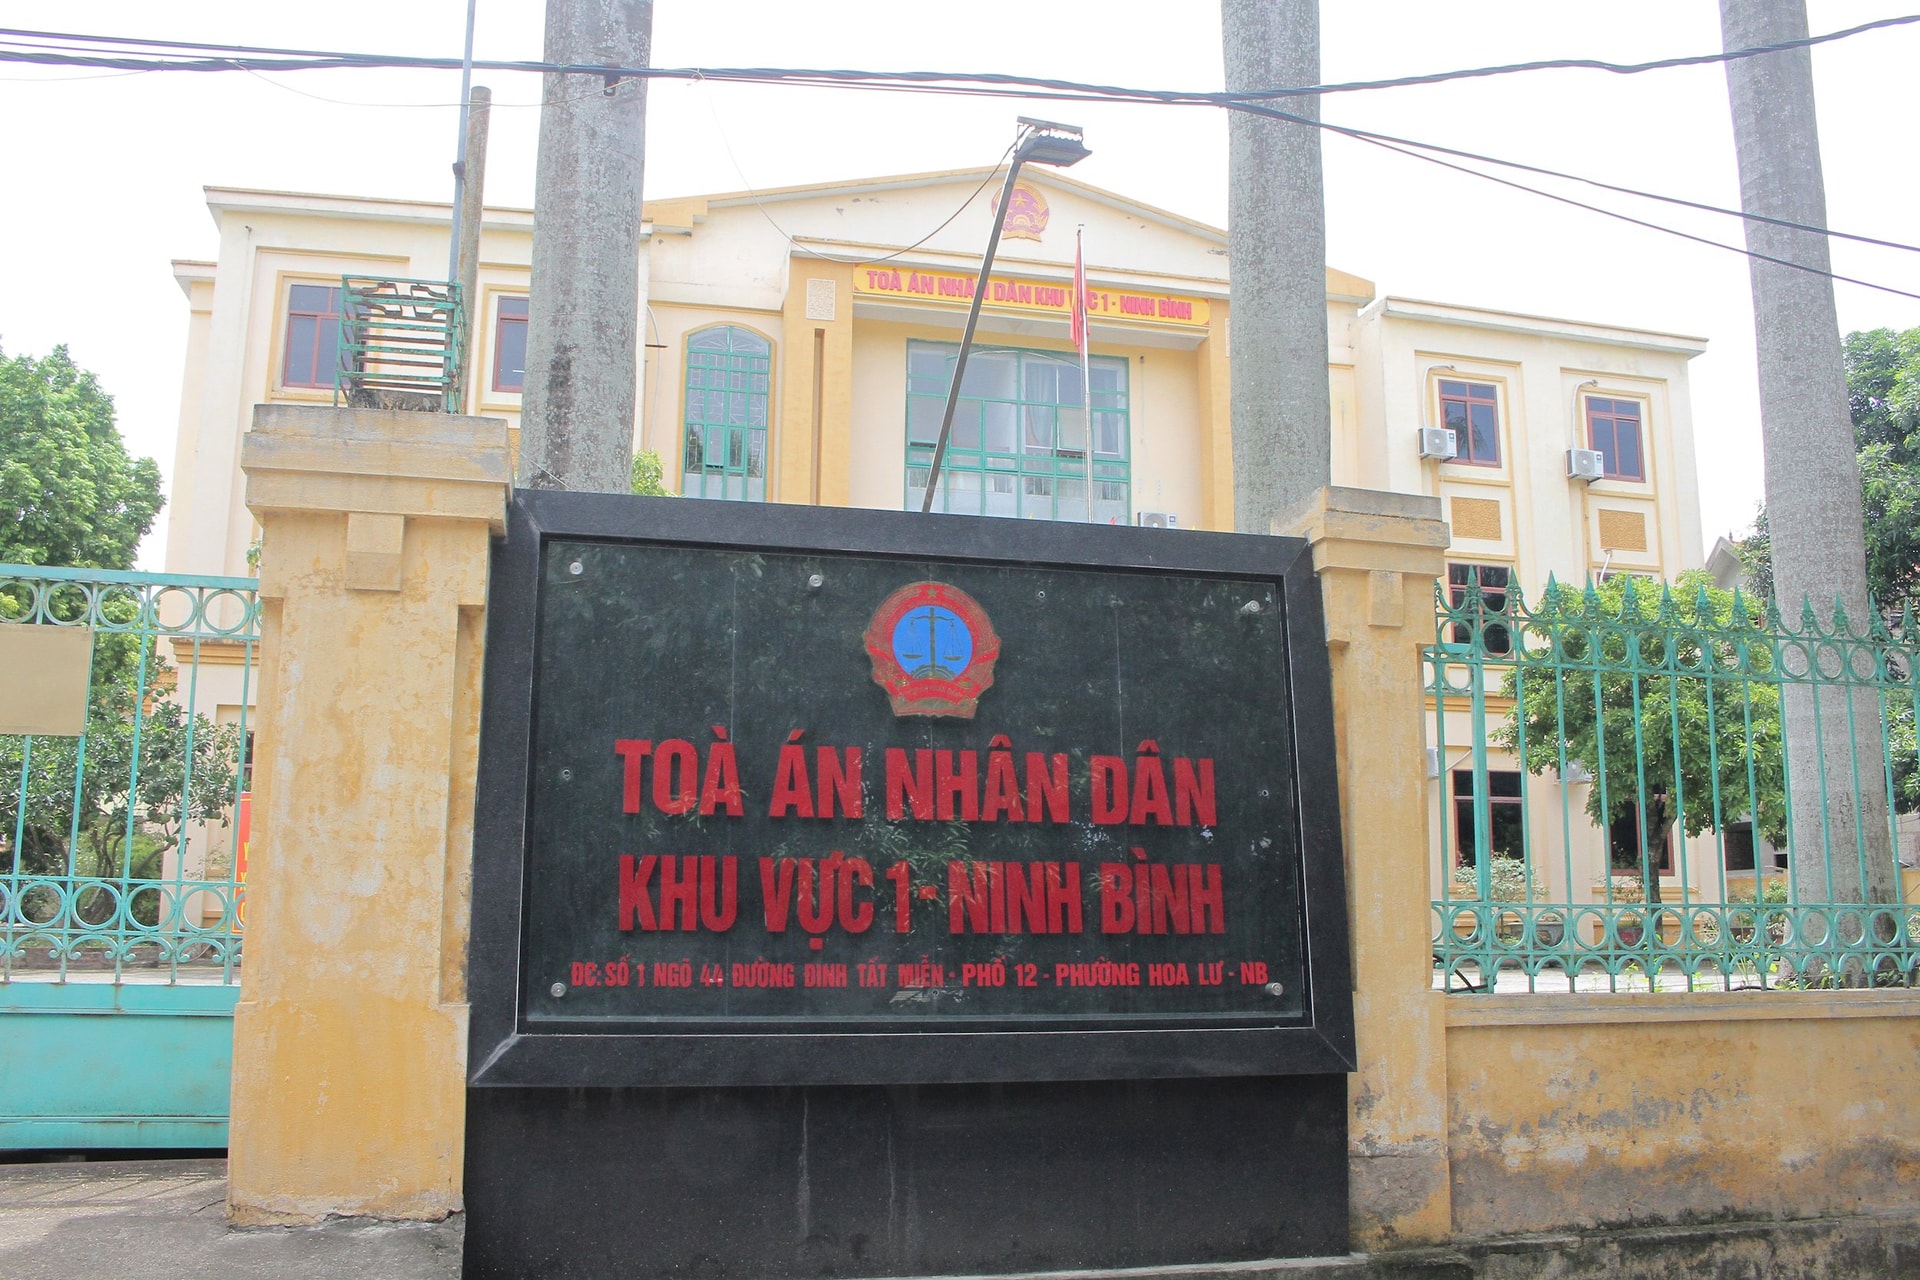 TOÀ ÁN NHÂN DÂN KHU VỰC 1 - NINH BÌNH
TOÀ ÁN NHÂN DÂN
KHU VỰC 1 - NINH BÌNH
ĐC: SỐ 1 NGÕ 44 ĐƯỜNG ĐINH TẤT MIỄN - PHỐ 12 - PHƯỜNG HOA LƯ - NB